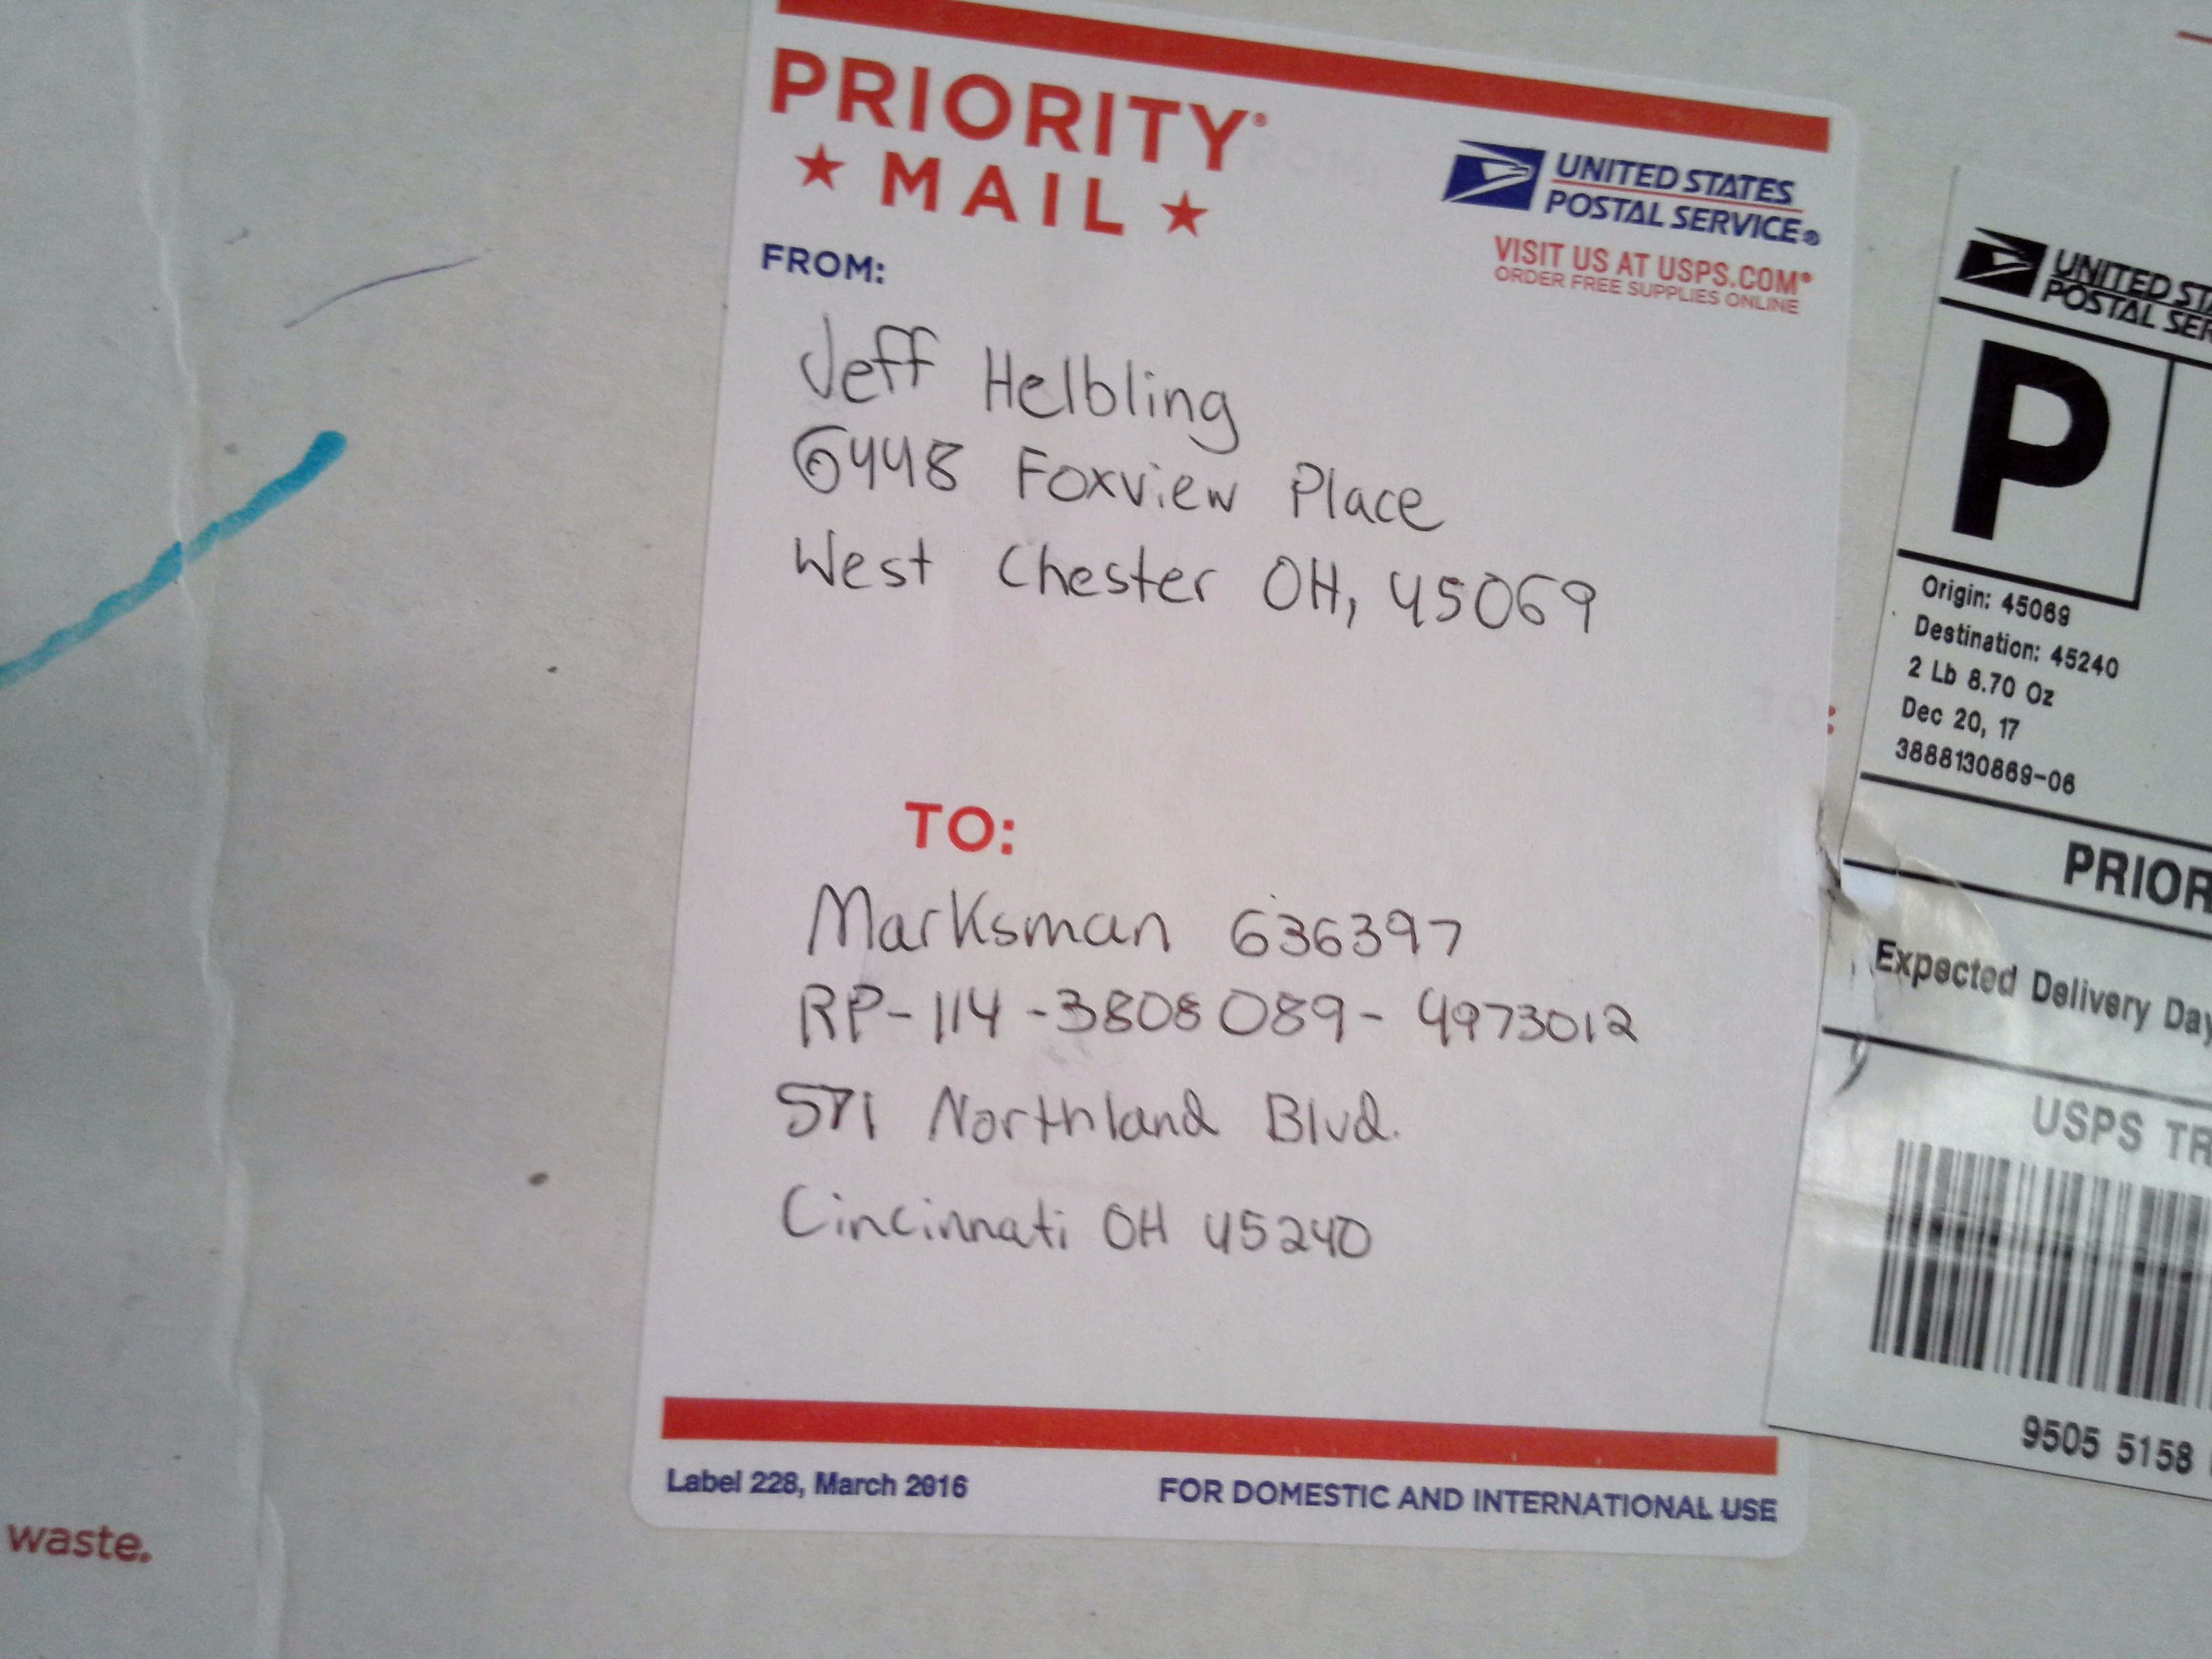 PRIORITY®
MAIL
UNITED STATES
POSTAL SERVICE®
VISIT US AT USPS.COM®
ORDER FREE SUPPLIES ONLINE
FROM:
Jeff Helbling
6448 Foxview Place
West Chester OH, 45069
TO:
Marksman 636397
RP-114-3808089-4973012
571 Northland Blvd.
Cincinnati OH 45240
Label 228, March 2016
FOR DOMESTIC AND INTERNATIONAL USE
waste.
UNITED STA
POSTAL SER
P
Origin: 45069
Destination: 45240
2 Lb 8.70 Oz
Dec 20, 17
3888130869-06
PRIOR
Expected Delivery Day
USPS TR
9505 5158